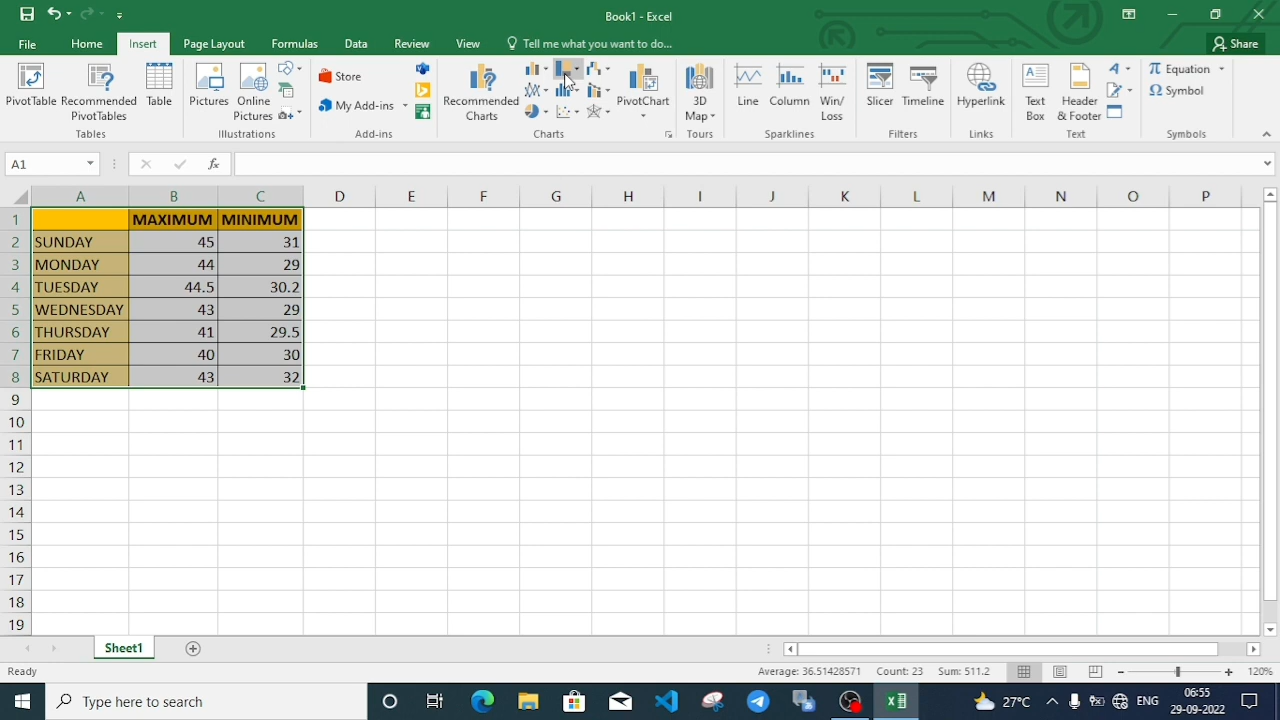 Book1 - Excel
File Home Insert Page Layout Formulas Data Review View Tell me what you want to do... Share
PivotTable Recommended PivotTables Table Pictures Online Pictures Store My Add-ins Recommended Charts PivotChart 3D Map Line Column Win/Loss Slicer Timeline Hyperlink Text Box Header & Footer Equation Symbol
Tables Illustrations Add-ins Charts Tours Sparklines Filters Links Text Symbols
A1 fx
A B C D E F G H I J K L M N O P
1 MAXIMUM MINIMUM
2 SUNDAY 45 31
3 MONDAY 44 29
4 TUESDAY 44.5 30.2
5 WEDNESDAY 43 29
6 THURSDAY 41 29.5
7 FRIDAY 40 30
8 SATURDAY 43 32
9
10
11
12
13
14
15
16
17
18
19
Sheet1
Ready Average: 36.51428571 Count: 23 Sum: 511.2 120%
Type here to search 27°C ENG 06:55
29-09-2022